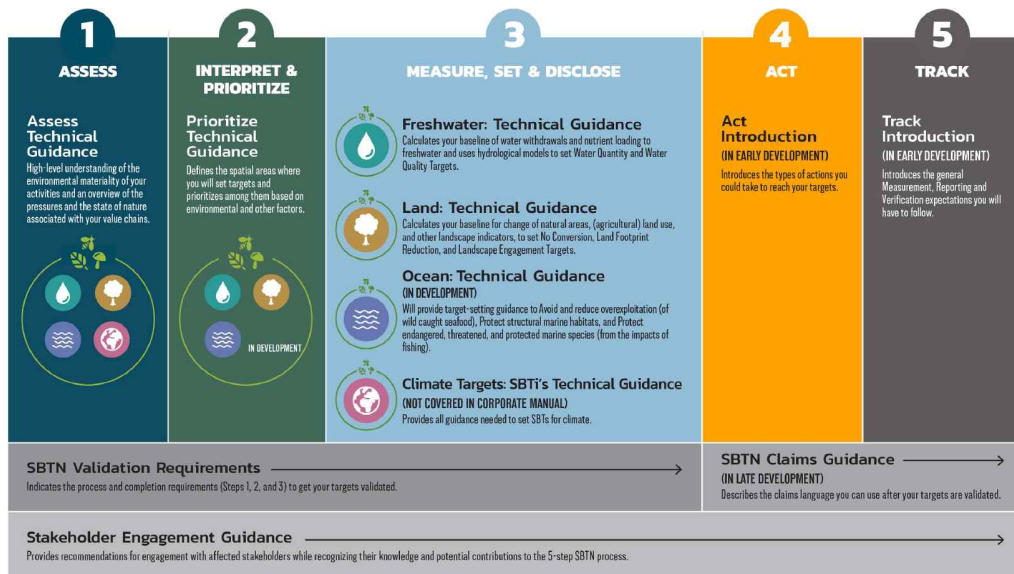 1
ASSESS
Assess
Technical
Guidance
High-level understanding of the
environmental materiality of your
activities and an overview of the
pressures and the state of nature
associated with your value chains.
2
INTERPRET &
PRIORITIZE
Prioritize
Technical
Guidance
Defines the spatial areas where
you will set targets and
prioritizes among them based on
environmental and other factors.
IN DEVELOPMENT
3
MEASURE, SET & DISCLOSE
Freshwater: Technical Guidance
Calculates your baseline of water withdrawals and nutrient loading to
freshwater and uses hydrological models to set Water Quantity and Water
Quality Targets.
Land: Technical Guidance
Calculates your baseline for change of natural areas, (agricultural) land use,
and other landscape indicators, to set No Conversion, Land Footprint
Reduction, and Landscape Engagement Targets.
Ocean: Technical Guidance
(IN DEVELOPMENT)
Will provide target-setting guidance to Avoid and reduce overexploitation (of
wild caught seafood), Protect structural marine habitats, and Protect
endangered, threatened, and protected marine species (from the impacts of
fishing).
Climate Targets: SBTi's Technical Guidance
(NOT COVERED IN CORPORATE MANUAL)
Provides all guidance needed to set SBTs for climate.
4
ACT
Act
Introduction
(IN EARLY DEVELOPMENT)
Introduces the types of actions you
could take to reach your targets.
5
TRACK
Track
Introduction
(IN EARLY DEVELOPMENT)
Introduces the general
Measurement, Reporting and
Verification expectations you will
have to follow.
SBTN Validation Requirements
Indicates the process and completion requirements (Steps 1, 2, and 3) to get your targets validated.
SBTN Claims Guidance
(IN LATE DEVELOPMENT)
Describes the claims language you can use after your targets are validated.
Stakeholder Engagement Guidance
Provides recommendations for engagement with affected stakeholders while recognizing their knowledge and potential contributions to the 5-step SBTN process.